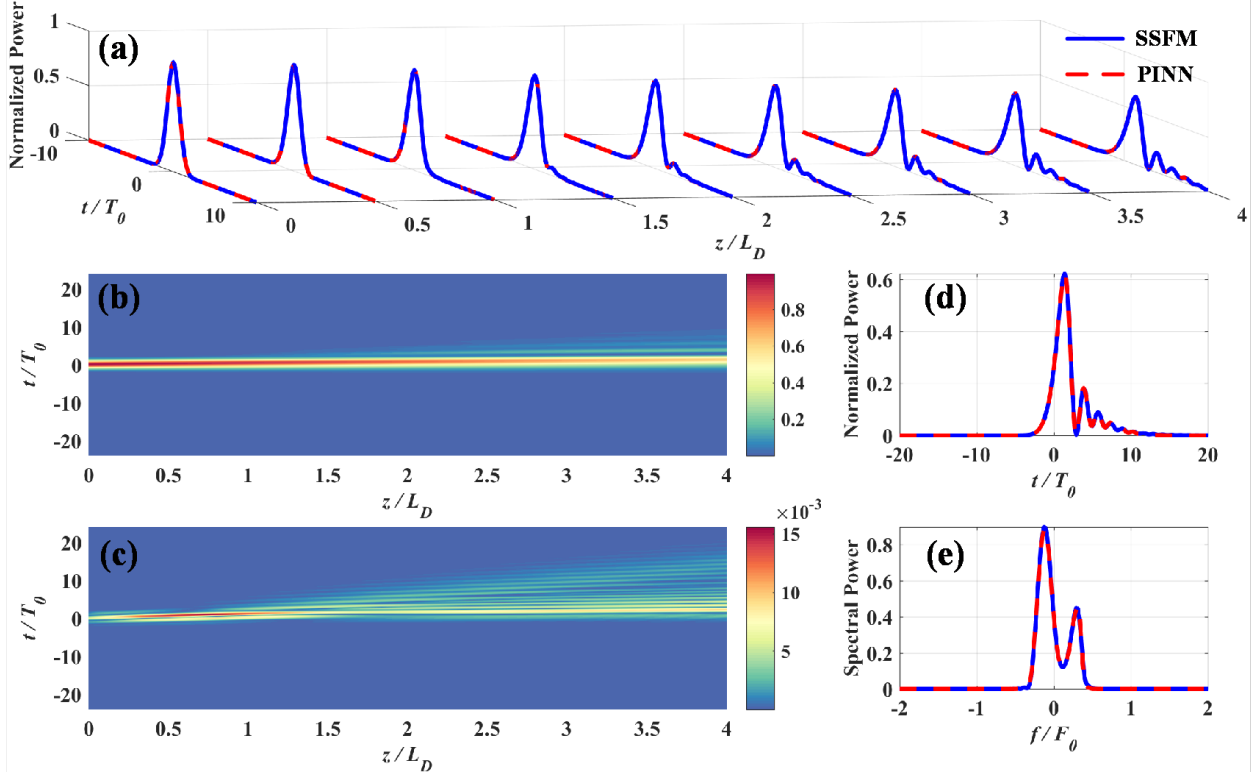 (a)
SSFM
PINN
Normalized Power
1
0.5
0
-10
0
10
t / T0
0
0.5
1
1.5
2
2.5
3
3.5
4
z / LD
(b)
t / T0
20
10
0
-10
-20
0 0.5 1 1.5 2 2.5 3 3.5 4
z / LD
0.8
0.6
0.4
0.2
(d)
Normalized Power
0.6
0.4
0.2
0
-20 -10 0 10 20
t / T0
(c)
t / T0
20
10
0
-10
-20
0 0.5 1 1.5 2 2.5 3 3.5 4
z / LD
×10-3
15
10
5
(e)
Spectral Power
0.8
0.6
0.4
0.2
0
-2 -1 0 1 2
f / F0